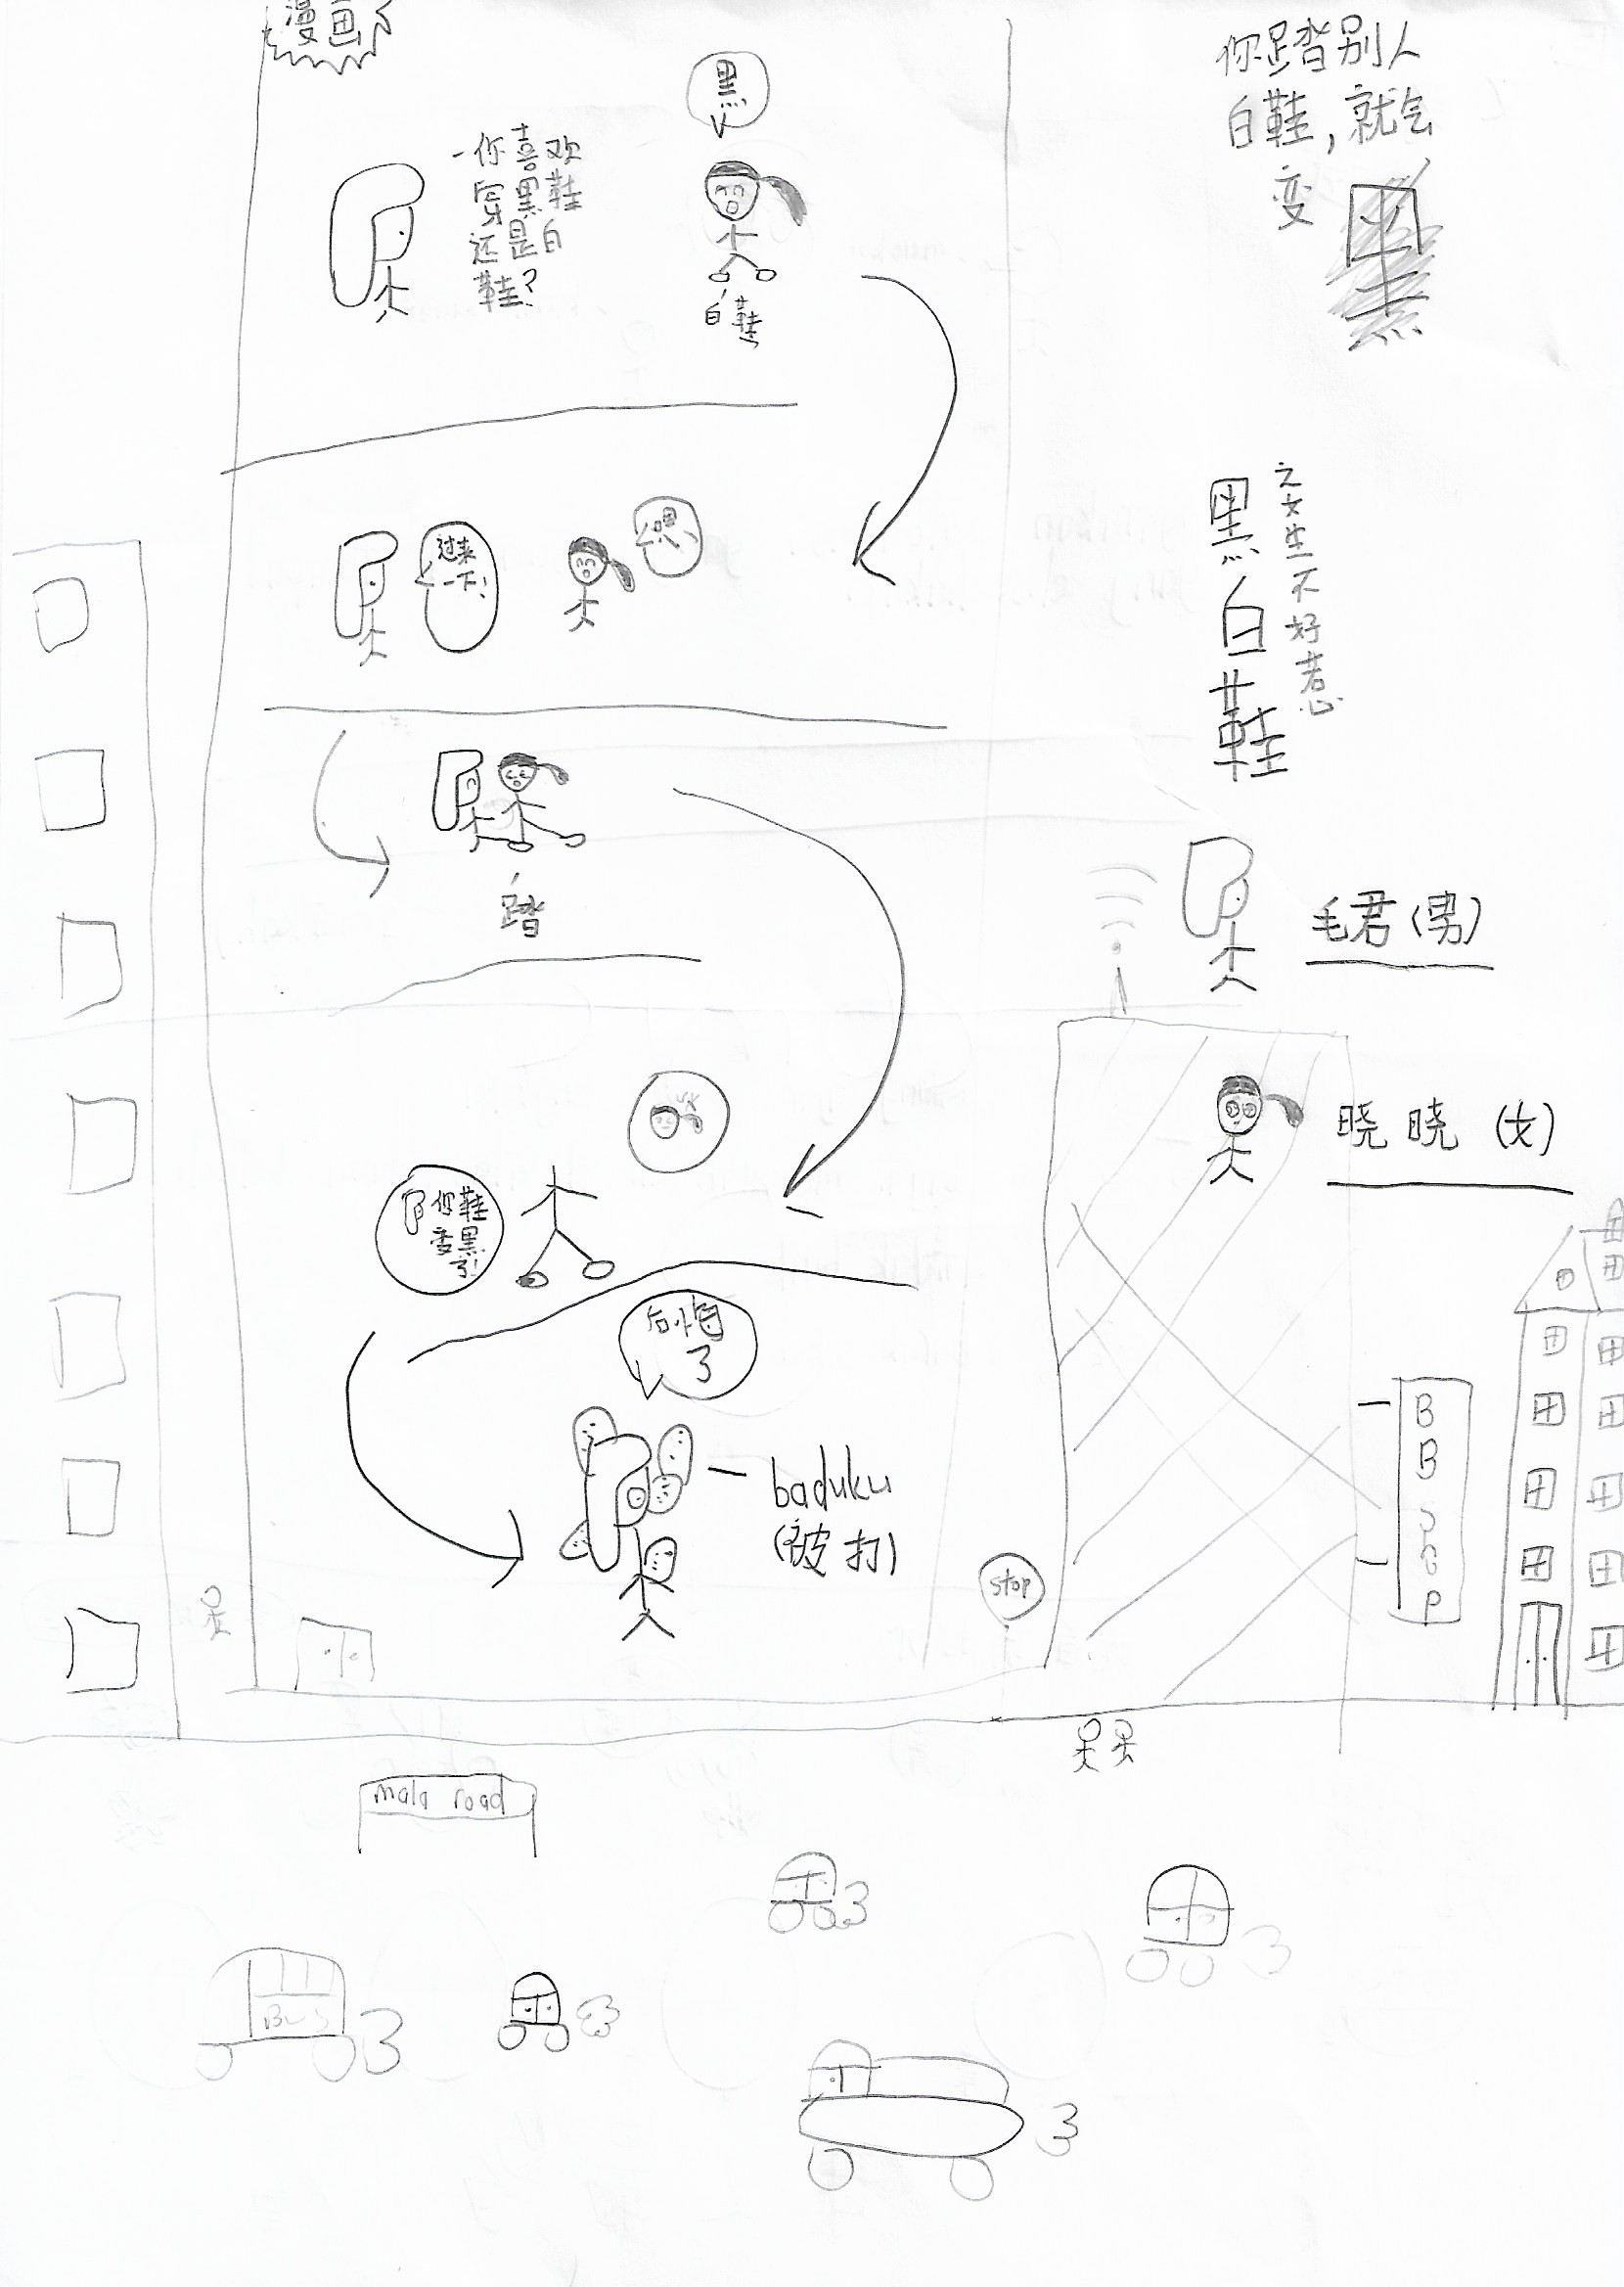 漫画
黑
-你喜欢
穿黑鞋
还是白
鞋?
白鞋
过来
一下!
嗯
踏
你鞋
变黑
了!
后悔
了
baduku
(被打)
你踏别人
白鞋,就会
变
黑
黑白鞋
之女生不好惹
毛君(男)
晓晓(女)
BB SHOP
stop
mala road
BUS